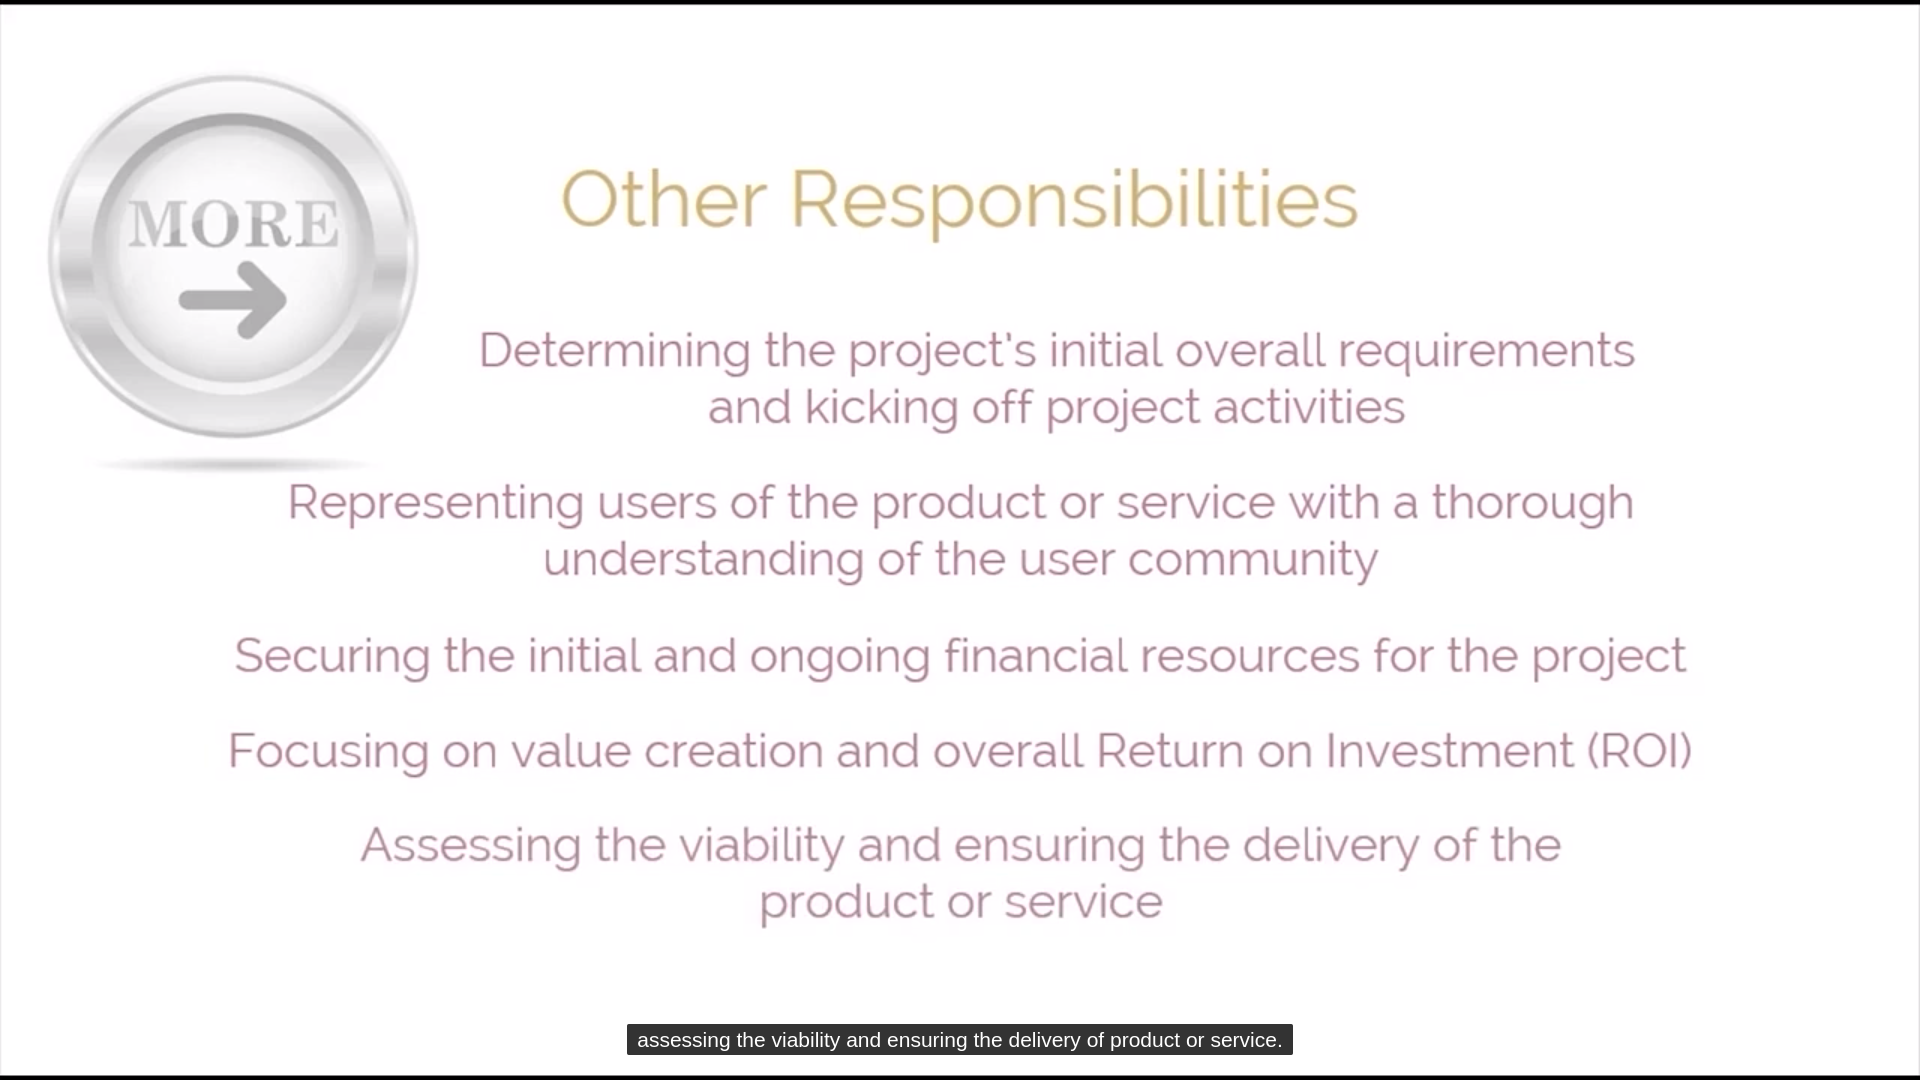 MORE
Other Responsibilities
Determining the project's initial overall requirements
and kicking off project activities
Representing users of the product or service with a thorough
understanding of the user community
Securing the initial and ongoing financial resources for the project
Focusing on value creation and overall Return on Investment (ROI)
Assessing the viability and ensuring the delivery of the
product or service
assessing the viability and ensuring the delivery of product or service.